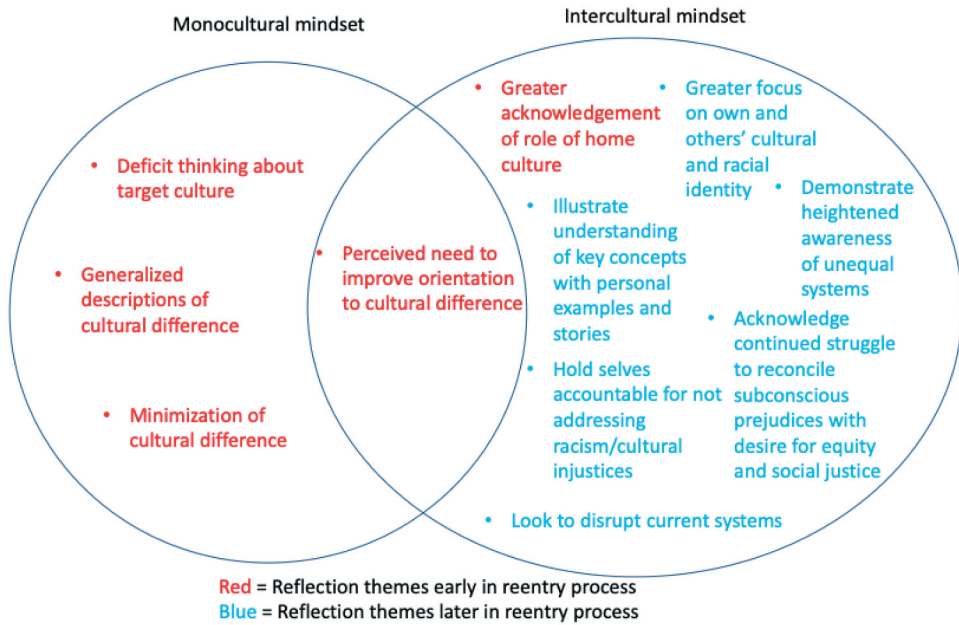 Monocultural mindset
Intercultural mindset
• Deficit thinking about
target culture
• Generalized
descriptions of
cultural difference
• Minimization of
cultural difference
• Perceived need to
improve orientation
to cultural difference
• Greater
acknowledgement
of role of home
culture
• Greater focus
on own and
others’ cultural
and racial
identity
• Demonstrate
heightened
awareness
of unequal
systems
• Illustrate
understanding
of key concepts
with personal
examples and
stories
• Acknowledge
continued struggle
to reconcile
subconscious
prejudices with
desire for equity
and social justice
• Hold selves
accountable for not
addressing
racism/cultural
injustices
• Look to disrupt current systems
Red = Reflection themes early in reentry process
Blue = Reflection themes later in reentry process